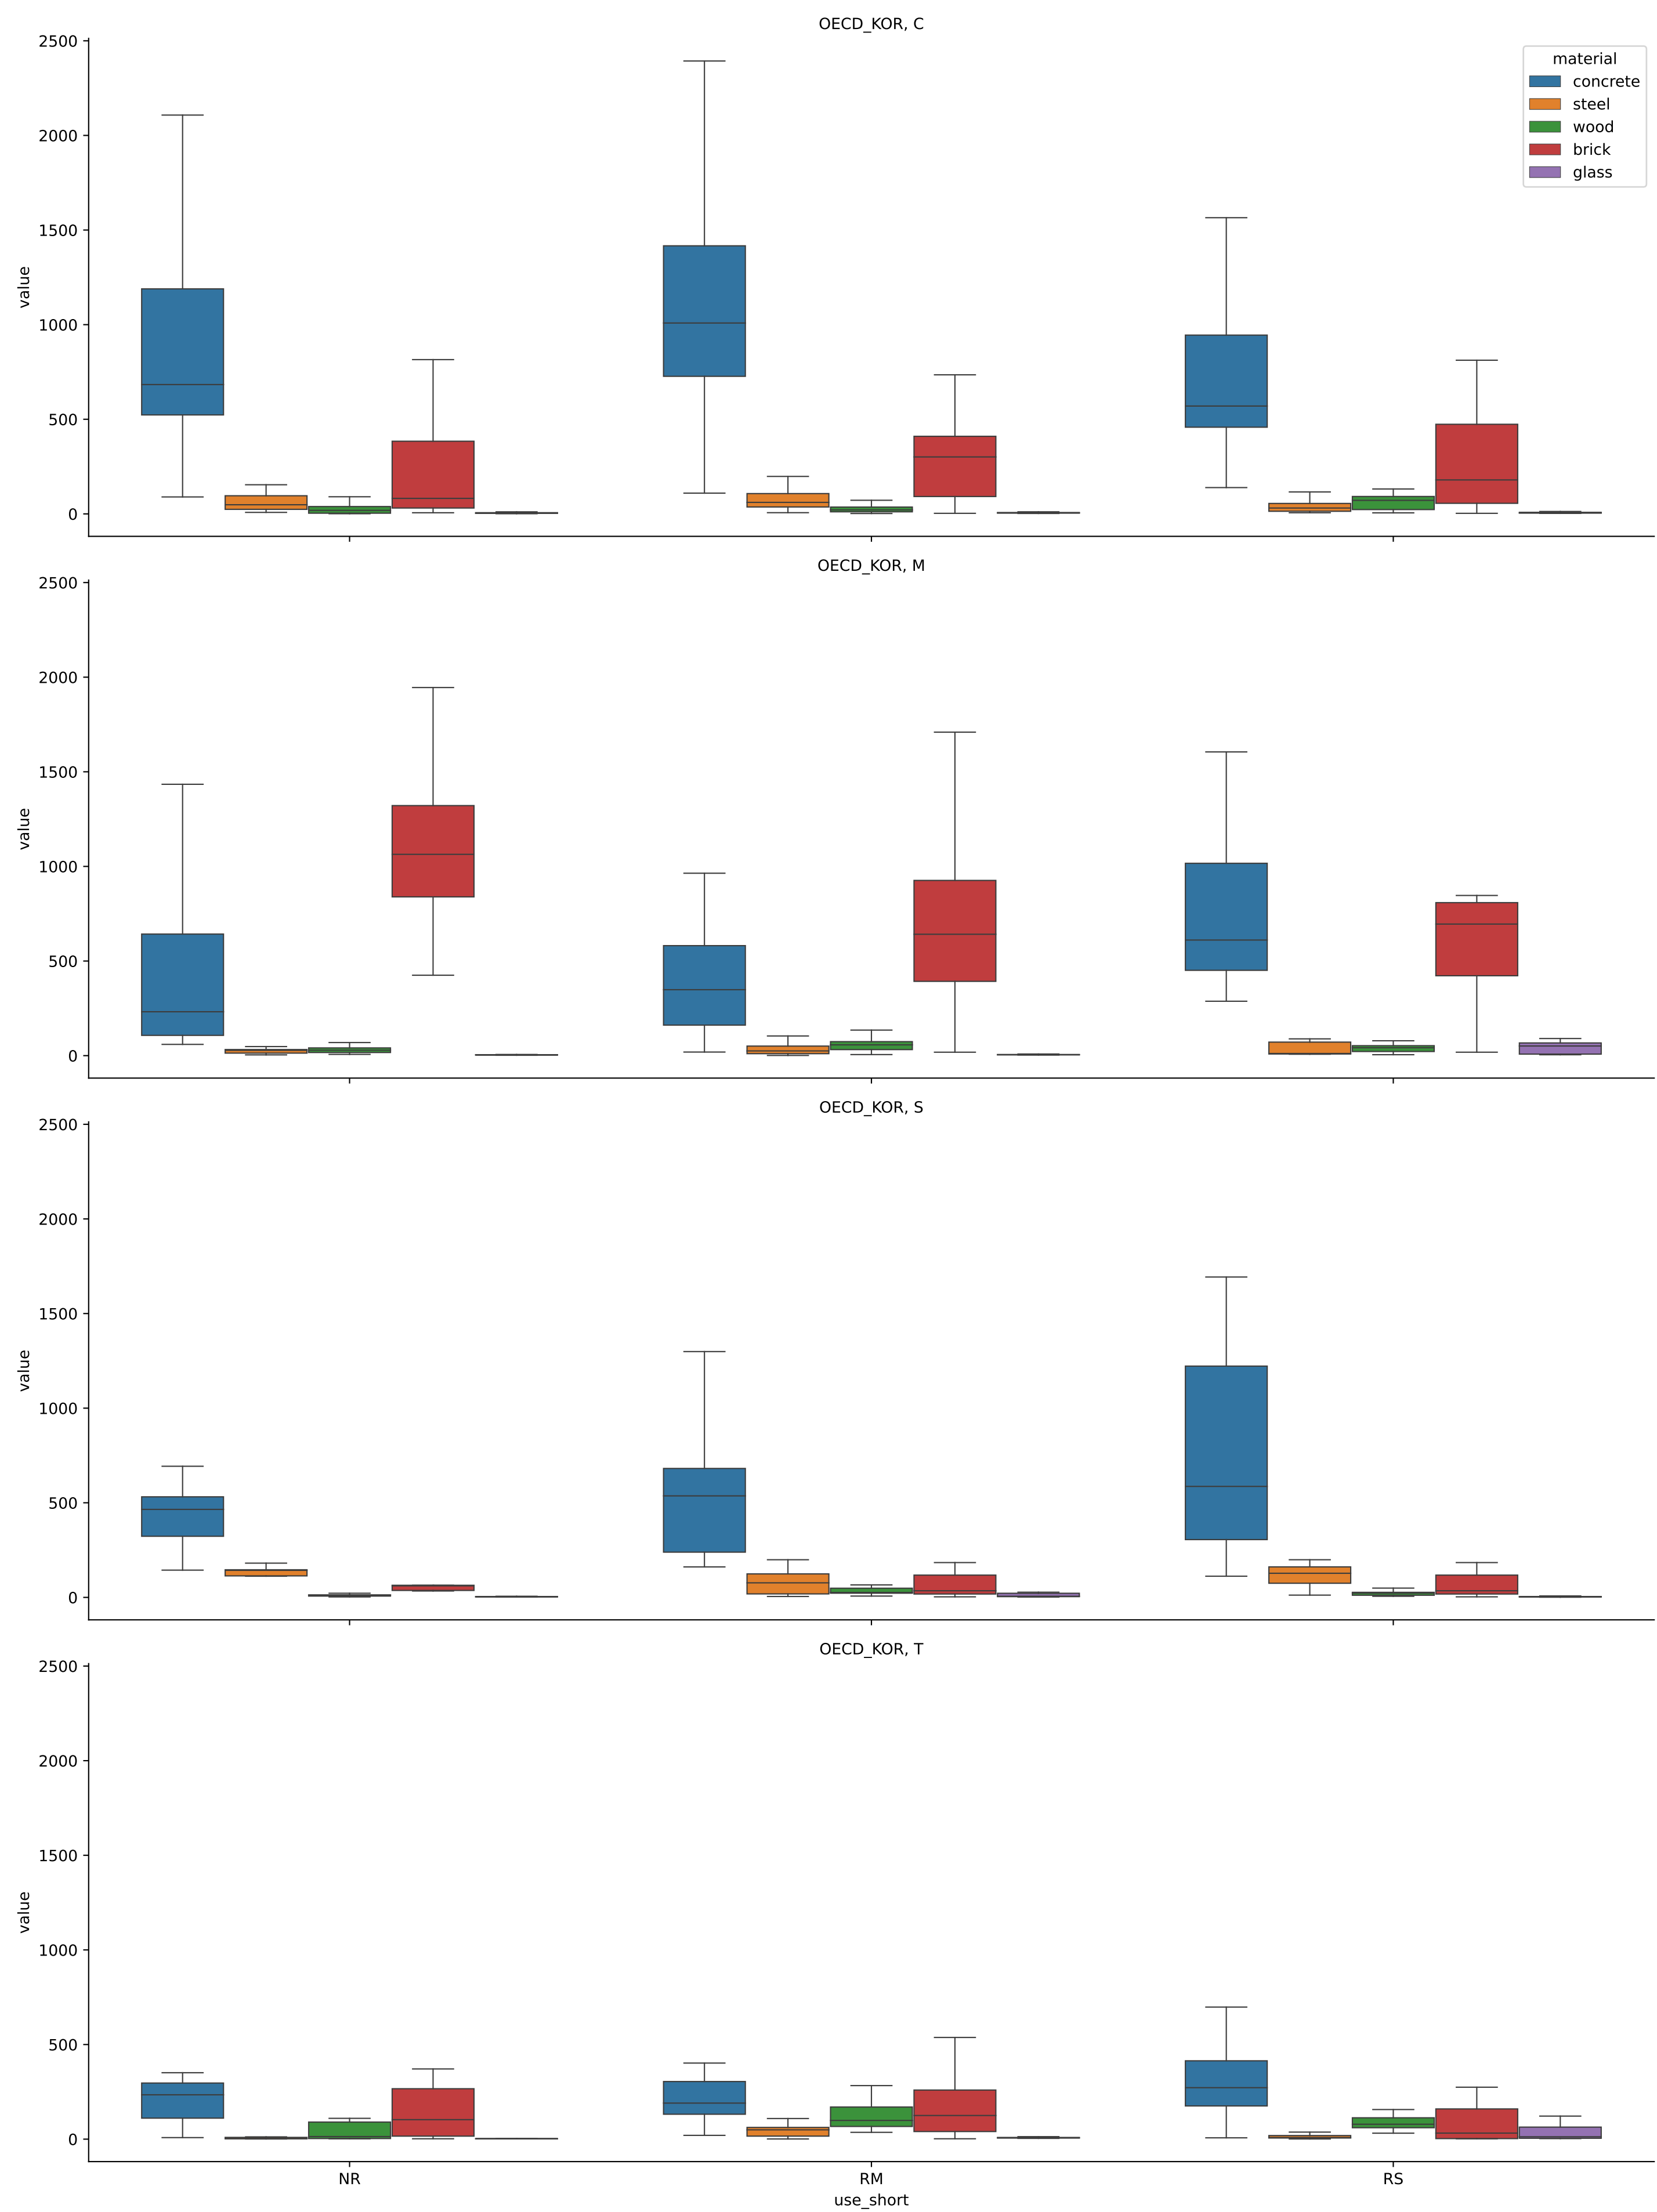 OECD_KOR, C
2500
2000
1500
1000
500
0
value
material
concrete
steel
wood
brick
glass
OECD_KOR, M
2500
2000
1500
1000
500
0
value
OECD_KOR, S
2500
2000
1500
1000
500
0
value
OECD_KOR, T
2500
2000
1500
1000
500
0
value
NR RM RS
use_short